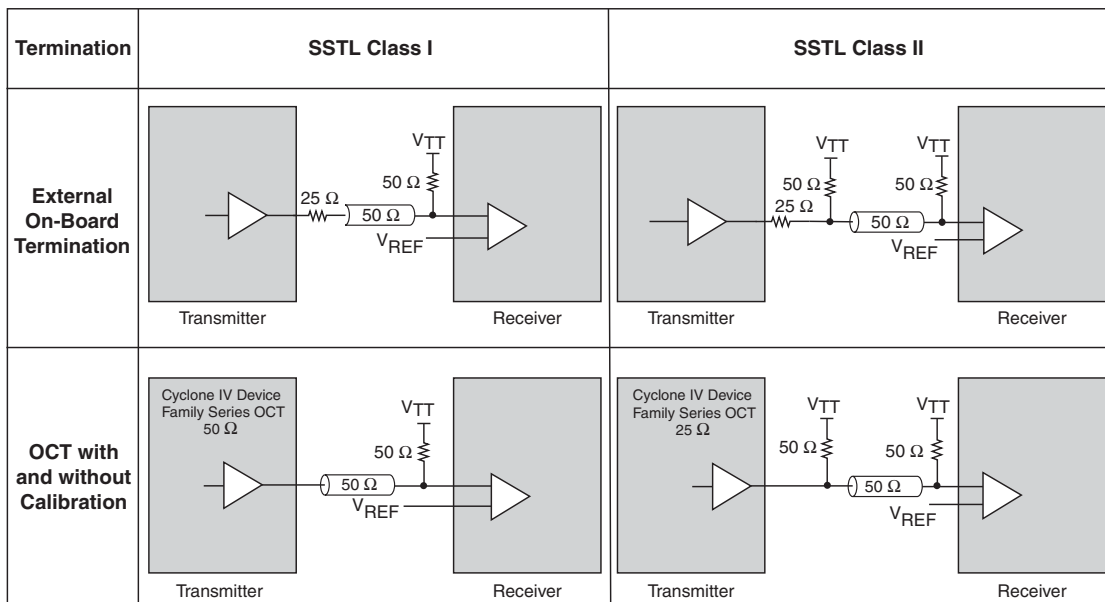 Termination
SSTL Class I
SSTL Class II
External
On-Board
Termination
VTT
50 Ω
25 Ω
50 Ω
VREF
Transmitter
Receiver
VTT
VTT
50 Ω
50 Ω
25 Ω
50 Ω
VREF
Transmitter
Receiver
OCT with
and without
Calibration
Cyclone IV Device
Family Series OCT
50 Ω
VTT
50 Ω
50 Ω
VREF
Transmitter
Receiver
Cyclone IV Device
Family Series OCT
25 Ω
VTT
VTT
50 Ω
50 Ω
50 Ω
VREF
Transmitter
Receiver